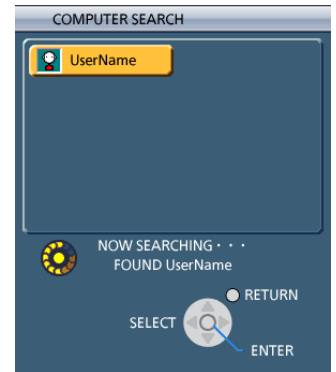 COMPUTER SEARCH
UserName
NOW SEARCHING・・・
FOUND UserName
RETURN
SELECT
ENTER